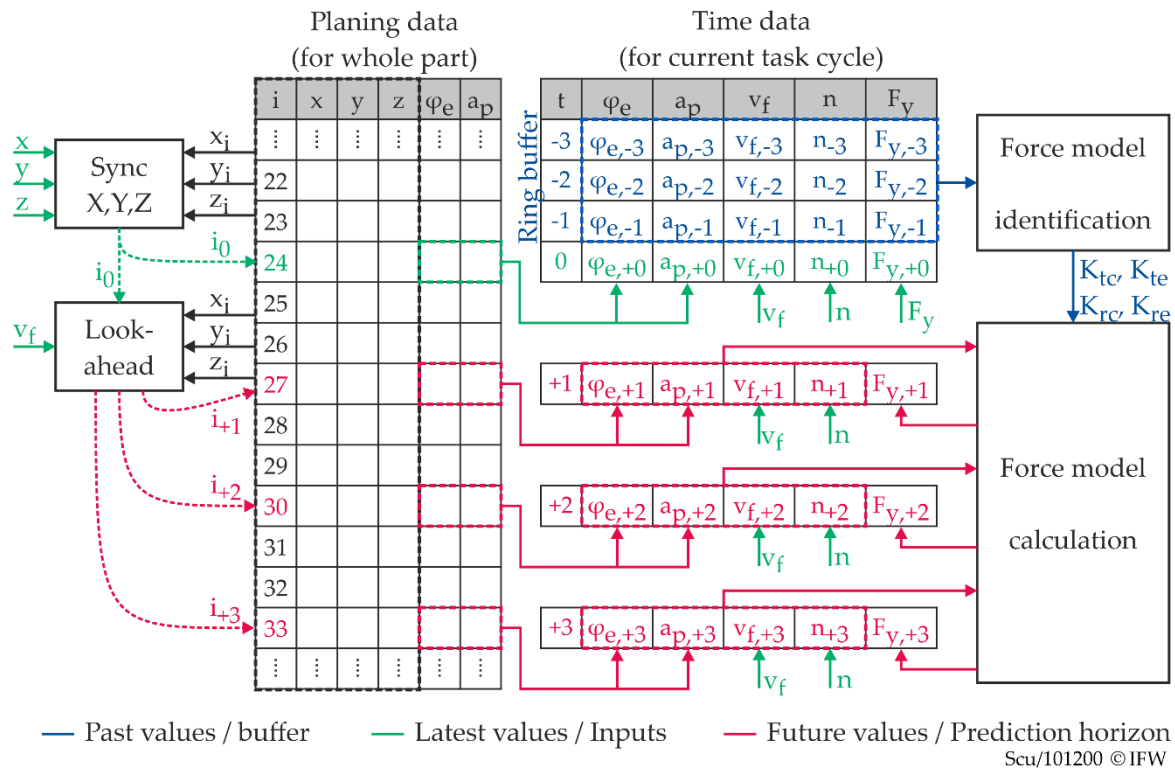 Planing data
(for whole part)
Time data
(for current task cycle)
i x y z φe ap
t φe ap vf n Fy
⋮ ⋮ ⋮ ⋮ ⋮ ⋮
22
23
24
25
26
27
28
29
30
31
32
33
⋮ ⋮ ⋮ ⋮ ⋮ ⋮
x
y
z
Sync
X,Y,Z
xi
yi
zi
i0
i0
vf
Look-
ahead
xi
yi
zi
i+1
i+2
i+3
Ring buffer
-3 φe,-3 ap,-3 vf,-3 n-3 Fy,-3
-2 φe,-2 ap,-2 vf,-2 n-2 Fy,-2
-1 φe,-1 ap,-1 vf,-1 n-1 Fy,-1
0 φe,+0 ap,+0 vf,+0 n+0 Fy,+0
vf n Fy
+1 φe,+1 ap,+1 vf,+1 n+1 Fy,+1
vf n
+2 φe,+2 ap,+2 vf,+2 n+2 Fy,+2
vf n
+3 φe,+3 ap,+3 vf,+3 n+3 Fy,+3
vf n
Force model
identification
Ktc, Kte
Krc, Kre
Force model
calculation
Past values / buffer
Latest values / Inputs
Future values / Prediction horizon
Scu/101200 © IFW